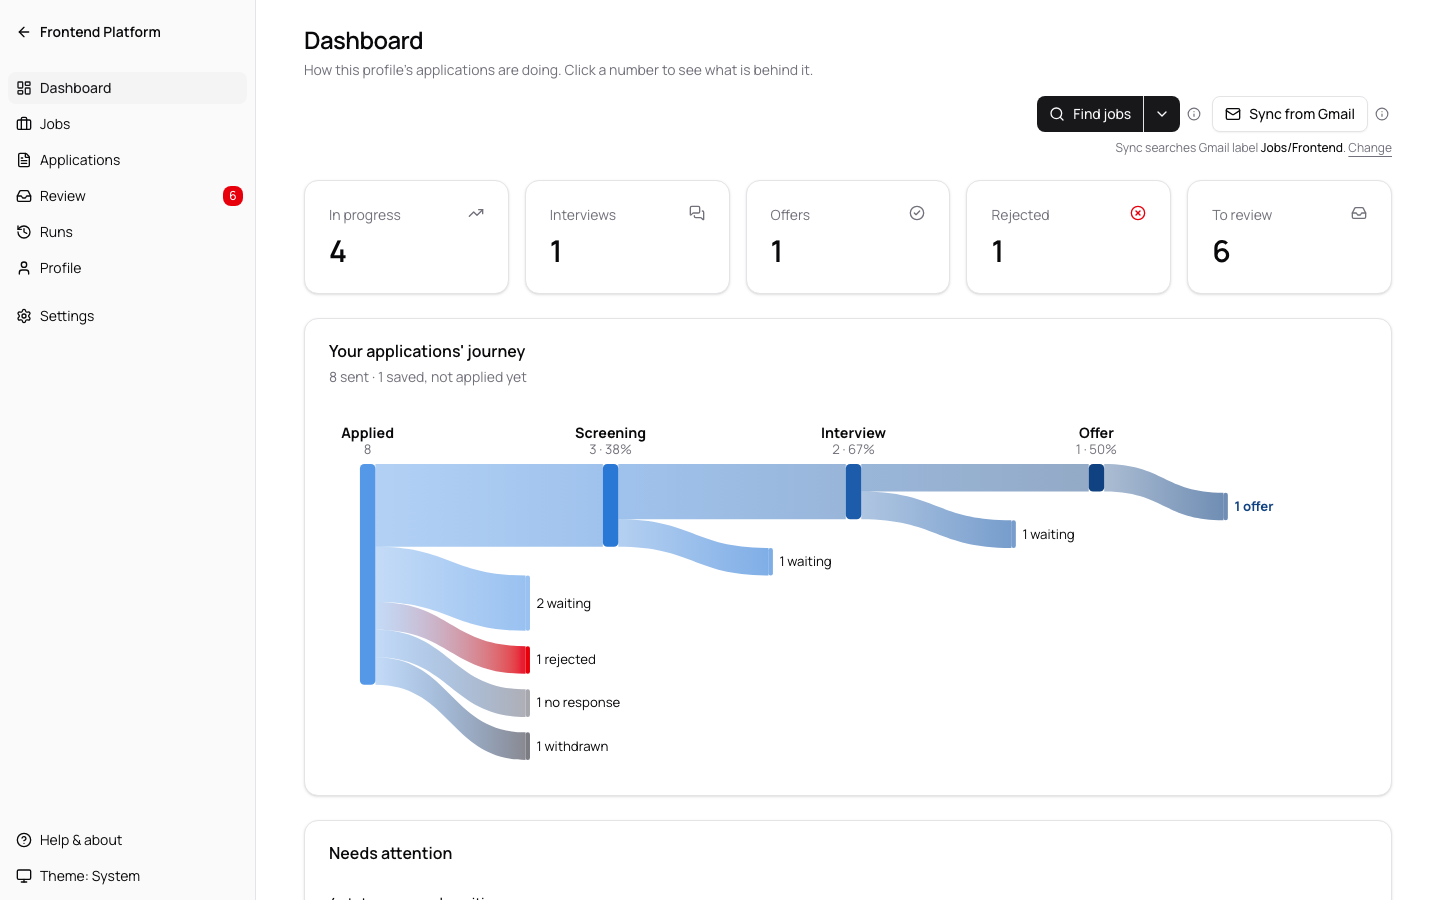 Frontend Platform
Dashboard
Jobs
Applications
Review
6
Runs
Profile
Settings
Help & about
Theme: System
Dashboard
How this profile's applications are doing. Click a number to see what is behind it.
Find jobs
Sync from Gmail
Sync searches Gmail label Jobs/Frontend. Change
In progress
4
Interviews
1
Offers
1
Rejected
1
To review
6
Your applications' journey
8 sent · 1 saved, not applied yet
Applied
8
Screening
3 · 38%
Interview
2 · 67%
Offer
1 · 50%
1 offer
1 waiting
1 waiting
2 waiting
1 rejected
1 no response
1 withdrawn
Needs attention